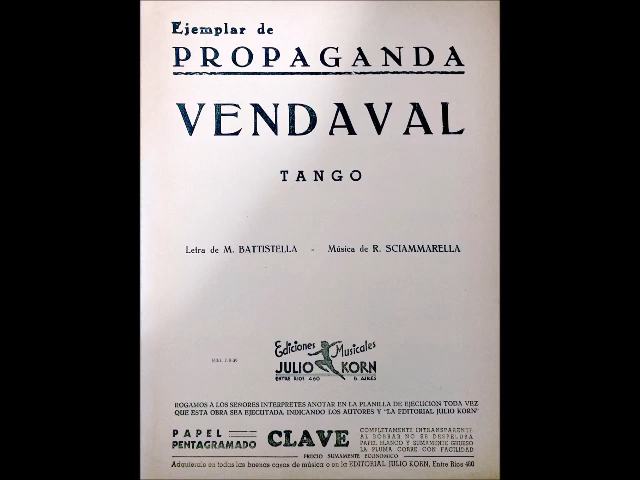 Ejemplar de
PROPAGANDA
VENDAVAL
TANGO
Letra de M. BATTISTELLA - Música de R. SCIAMMARELLA
Ediciones Musicales
JULIO KORN
ENTRE RIOS 460 B. AIRES
ROGAMOS A LOS SEÑORES INTERPRETES ANOTAR EN LA PLANILLA DE EJECUCION TODA VEZ
QUE ESTA OBRA SEA EJECUTADA, INDICANDO LOS AUTORES Y "LA EDITORIAL JULIO KORN"
PAPEL
PENTAGRAMADO
CLAVE
COMPLETAMENTE INTRANSPARENTE-
AL BORRAR NO SE DESPELUSA
PAPEL BLANCO Y SUMAMENTE GRUESO
LA PLUMA CORRE CON FACILIDAD
PRECIO SUMAMENTE ECONOMICO
Adquieralo en todas las buenas casas de música o en la EDITORIAL JULIO KORN, Entre Rios 460